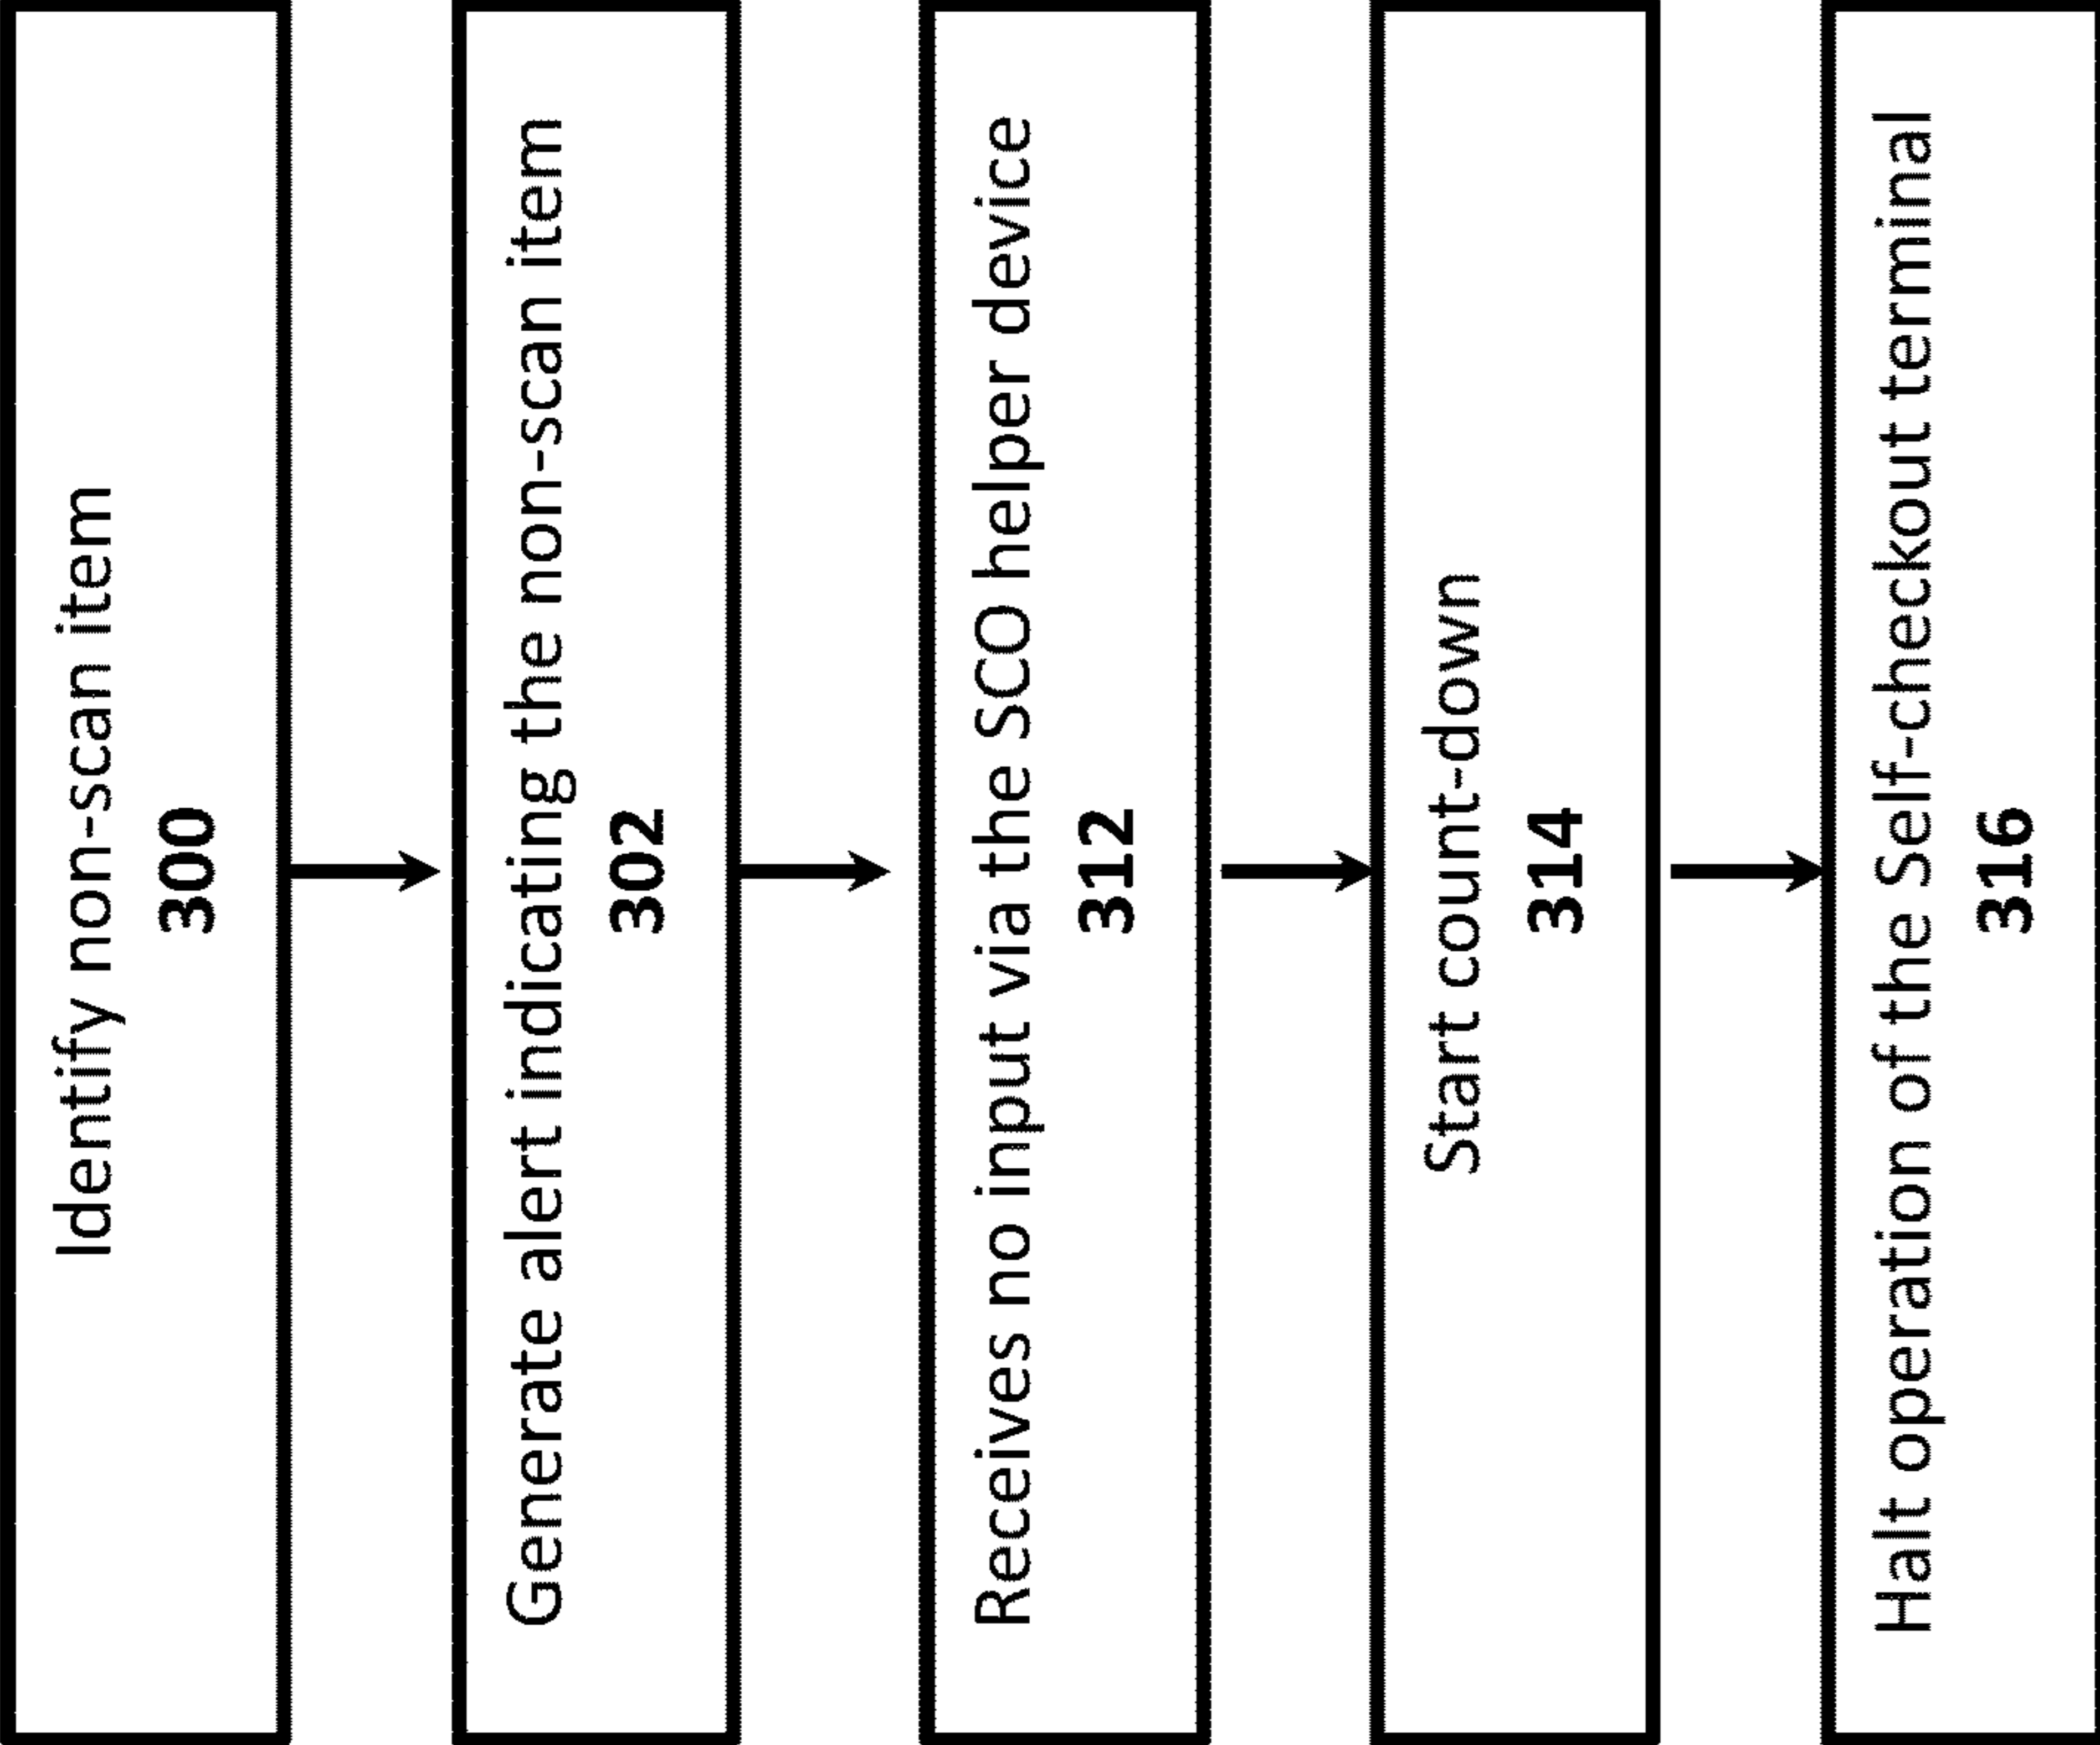 Identify non-scan item
300
Generate alert indicating the non-scan item
302
Receives no input via the SCO helper device
312
Start count-down
314
Halt operation of the Self-checkout terminal
316